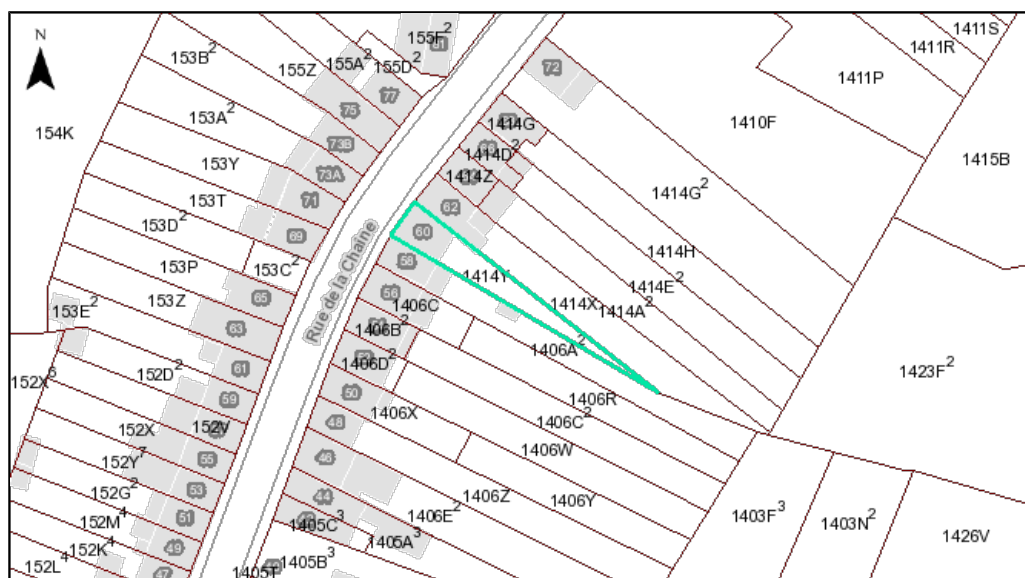 N
155F²
81
1411S
1411R
153B²
155A²
155Z
155D²
72
1411P
77
75
153A²
154K
1414G
1410F
73B
1414D²
1415B
153Y
73A
1414Z
153T
71
1414G²
62
153D²
69
60
1414H
153P
153C²
58
1414Y
Rue de la Chaîne
1414E²
153Z
65
56
1406C
1414X
1414A²
153E²
63
1406B²
1406A²
152X⁶
152D²
61
1406D²
1423F²
59
50
1406R
1406X
1406C²
152X
152V
48
1406W
152Y⁷
55
46
152G²
53
44
1406Z
1406Y
152M⁴
51
1405C³
1406E²
1403F³
1403N²
152K⁴
49
1405A³
1426V
152L⁴
47
1405B³
1405T